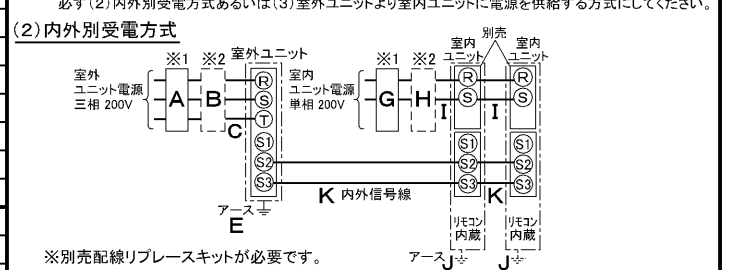 必ず(2)内外別受電方式あるいは(3)室外ユニットより室内ユニットに電源を供給する方式にしてください。
(2)内外別受電方式
※1 ※2 室外ユニット
室外
ユニット電源
三相 200V
A B C
R
S
T
S1
S2
S3
アース
E
※1 ※2
室内
ユニット電源
単相 200V
G H I I
別売
室内
ユニット
室内
ユニット
R R
S S
S1 S1
S2 S2
S3 S3
K 内外信号線 K
リモコン
内蔵
リモコン
内蔵
アース J J
※別売配線リプレースキットが必要です。